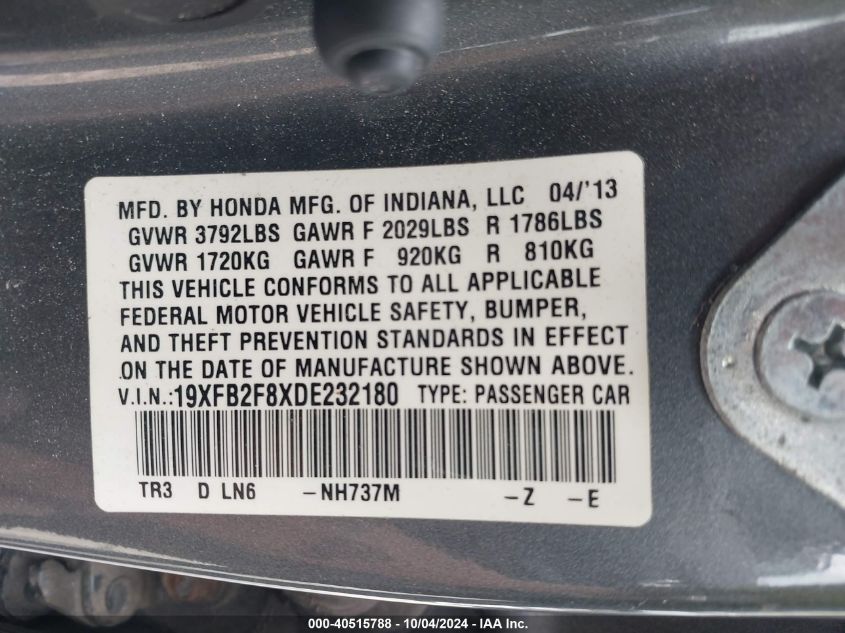 MFD. BY HONDA MFG. OF INDIANA, LLC 04/'13
GVWR 3792LBS GAWR F 2029LBS R 1786LBS
GVWR 1720KG GAWR F 920KG R 810KG
THIS VEHICLE CONFORMS TO ALL APPLICABLE
FEDERAL MOTOR VEHICLE SAFETY, BUMPER,
AND THEFT PREVENTION STANDARDS IN EFFECT
ON THE DATE OF MANUFACTURE SHOWN ABOVE.
V.I.N.:19XFB2F8XDE232180 TYPE: PASSENGER CAR
TR3 D LN6 -NH737M -Z -E
000-40515788 - 10/04/2024 - IAA Inc.